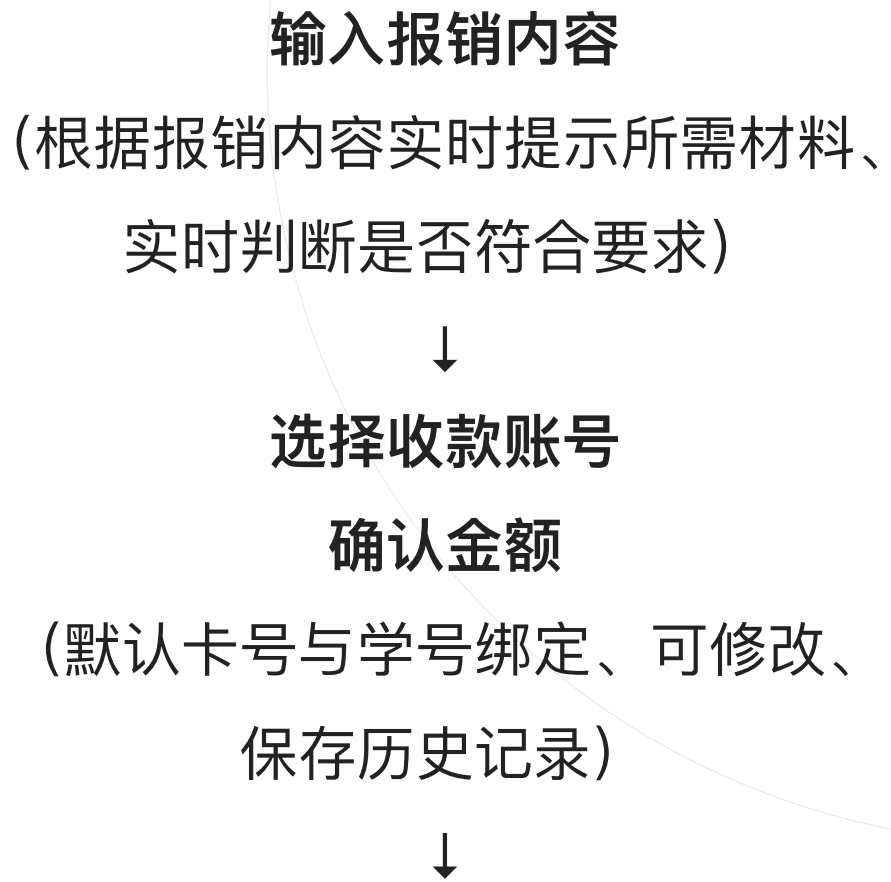 输入报销内容
（根据报销内容实时提示所需材料、
实时判断是否符合要求）
↓
选择收款账号
确认金额
（默认卡号与学号绑定、可修改、
保存历史记录）
↓